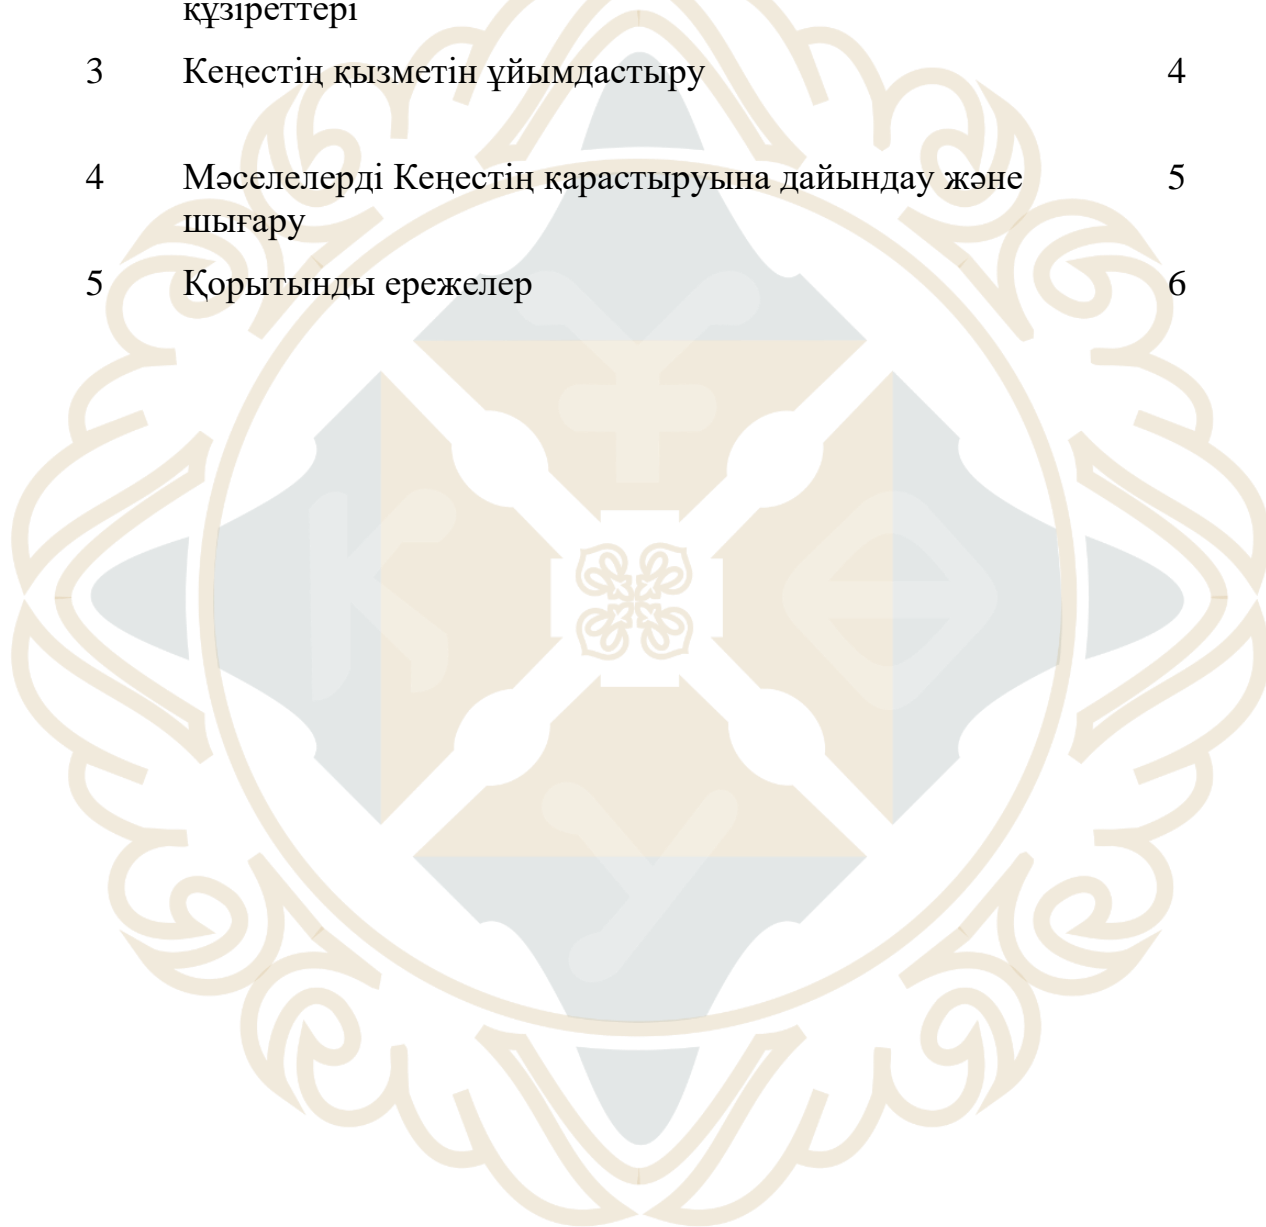 құзіреттері
3 Кеңестің қызметін ұйымдастыру 4
4 Мәселелерді Кеңестің қарастыруына дайындау және 5
шығару
5 Қорытынды ережелер 6
Ұ
Қ Ө
У